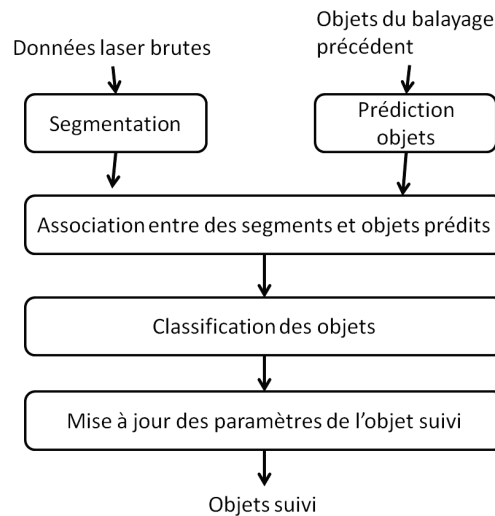 Données laser brutes
Objets du balayage
précédent
Segmentation
Prédiction
objets
Association entre des segments et objets prédits
Classification des objets
Mise à jour des paramètres de l'objet suivi
Objets suivi